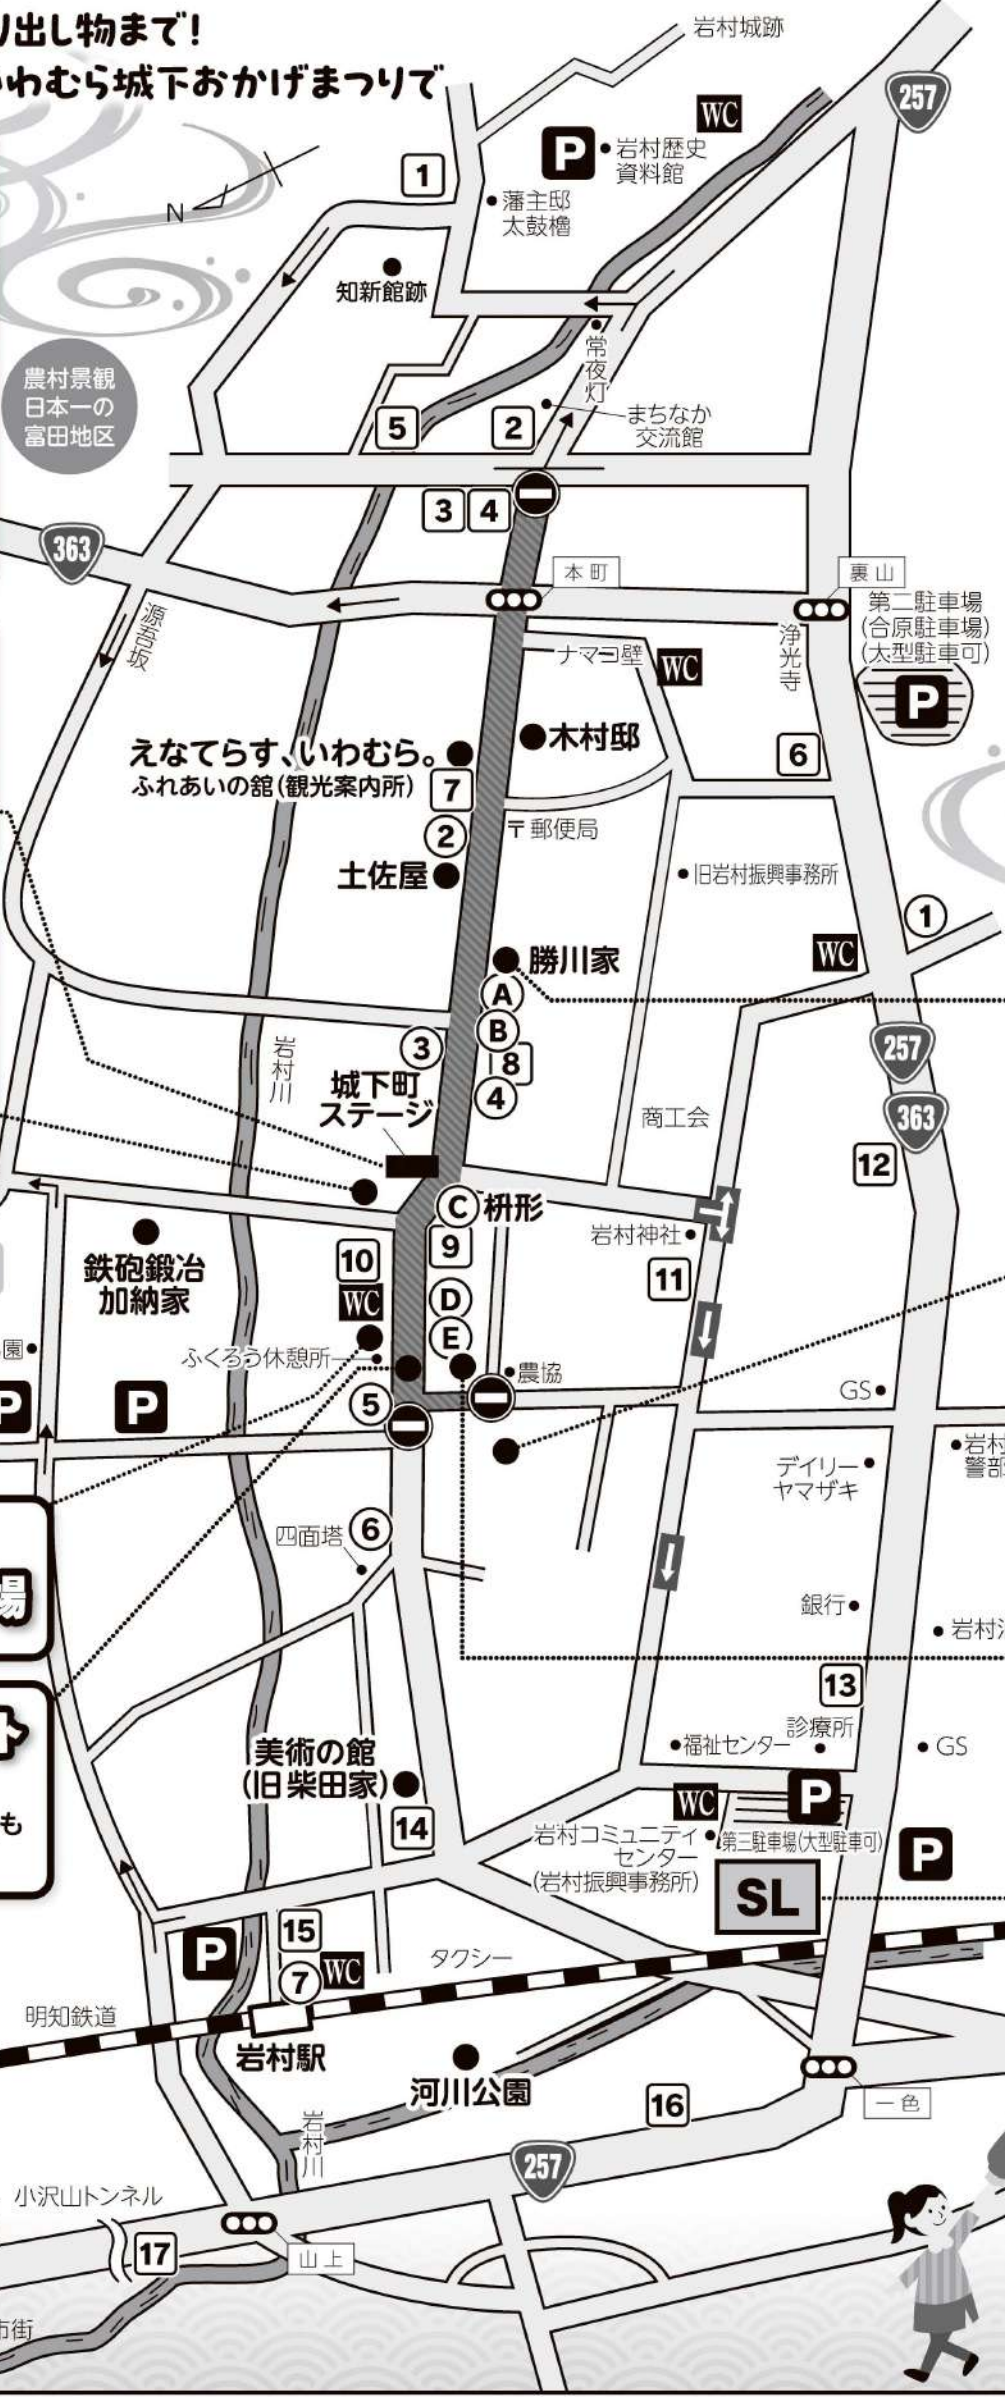 り出し物まで!
いわむら城下おかげまつりで
岩村城跡
257
WC
P
岩村歴史
資料館
1
藩主邸
太鼓櫓
N
知新館跡
常夜灯
農村景観
日本一の
富田地区
5
2
まちなか
交流館
3
4
363
本町
裏山
源吾坂
第二駐車場
(合原駐車場)
(大型駐車可)
浄光寺
ナマコ壁
WC
P
木村邸
えなてらす、いわむら。
ふれあいの舘(観光案内所)
7
6
2
〒郵便局
土佐屋
旧岩村振興事務所
1
WC
勝川家
A
B
8
4
3
岩村川
257
城下町
ステージ
363
商工会
12
C
枡形
岩村神社
9
10
11
鉄砲鍛冶
加納家
WC
D
E
園
ふくろう休憩所
農協
P
P
5
GS
岩村
警部
デイリー
ヤマザキ
四面塔
6
場
銀行
岩村
13
ト
診療所
福祉センター
GS
美術の館
(旧柴田家)
も
14
WC
P
岩村コミュニティ
センター
(岩村振興事務所)
第三駐車場(大型駐車可)
P
SL
15
P
7
WC
タクシー
明知鉄道
岩村駅
河川公園
16
一色
岩村川
257
小沢山トンネル
17
山上
市街